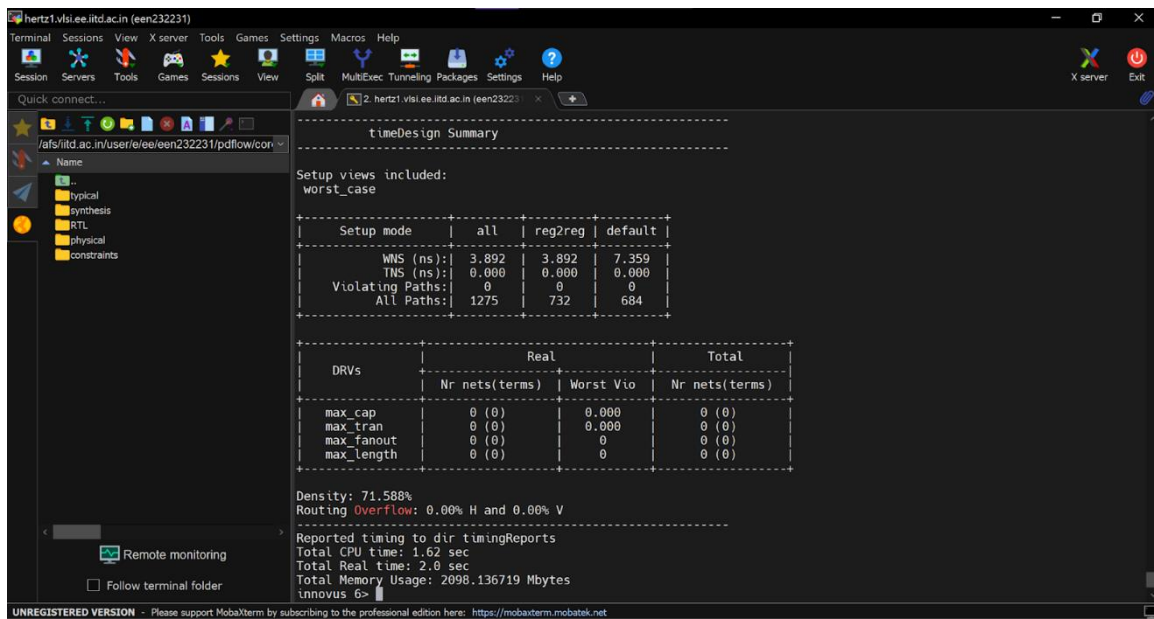 hertz1.vlsi.ee.iitd.ac.in (een232231)
Terminal Sessions View X server Tools Games Settings Macros Help
Session Servers Tools Games Sessions View Split MultiExec Tunneling Packages Settings Help X server Exit
Quick connect...
2. hertz1.vlsi.ee.iitd.ac.in (een23223
/afs/iitd.ac.in/user/e/ee/een232231/pdflow/cor
Name
..
typical
synthesis
RTL
physical
constraints
Remote monitoring
Follow terminal folder
------------------------------------------------------------
timeDesign Summary
------------------------------------------------------------
Setup views included:
worst_case
+--------------------+---------+---------+---------+
| Setup mode | all | reg2reg | default |
+--------------------+---------+---------+---------+
| WNS (ns):| 3.892 | 3.892 | 7.359 |
| TNS (ns):| 0.000 | 0.000 | 0.000 |
| Violating Paths:| 0 | 0 | 0 |
| All Paths:| 1275 | 732 | 684 |
+--------------------+---------+---------+---------+
+----------------+-------------------------------+------------------+
| | Real | Total |
| DRVs +------------------+------------+------------------|
| | Nr nets(terms) | Worst Vio | Nr nets(terms) |
+----------------+------------------+------------+------------------+
| max_cap | 0 (0) | 0.000 | 0 (0) |
| max_tran | 0 (0) | 0.000 | 0 (0) |
| max_fanout | 0 (0) | 0 | 0 (0) |
| max_length | 0 (0) | 0 | 0 (0) |
+----------------+------------------+------------+------------------+
Density: 71.588%
Routing Overflow: 0.00% H and 0.00% V
------------------------------------------------------------
Reported timing to dir timingReports
Total CPU time: 1.62 sec
Total Real time: 2.0 sec
Total Memory Usage: 2098.136719 Mbytes
innovus 6>
UNREGISTERED VERSION - Please support MobaXterm by subscribing to the professional edition here: https://mobaxterm.mobatek.net